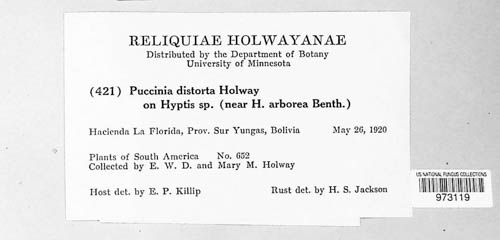 RELIQUIAE HOLWAYANAE
Distributed by the Department of Botany
University of Minnesota
(421) Puccinia distorta Holway
on Hyptis sp. (near H. arborea Benth.)
Hacienda La Florida, Prov. Sur Yungas, Bolivia May 26, 1920
Plants of South America No. 652
Collected by E. W. D. and Mary M. Holway
Host det. by E. P. Killip Rust det. by H. S. Jackson
US NATIONAL FUNGUS COLLECTIONS
973119